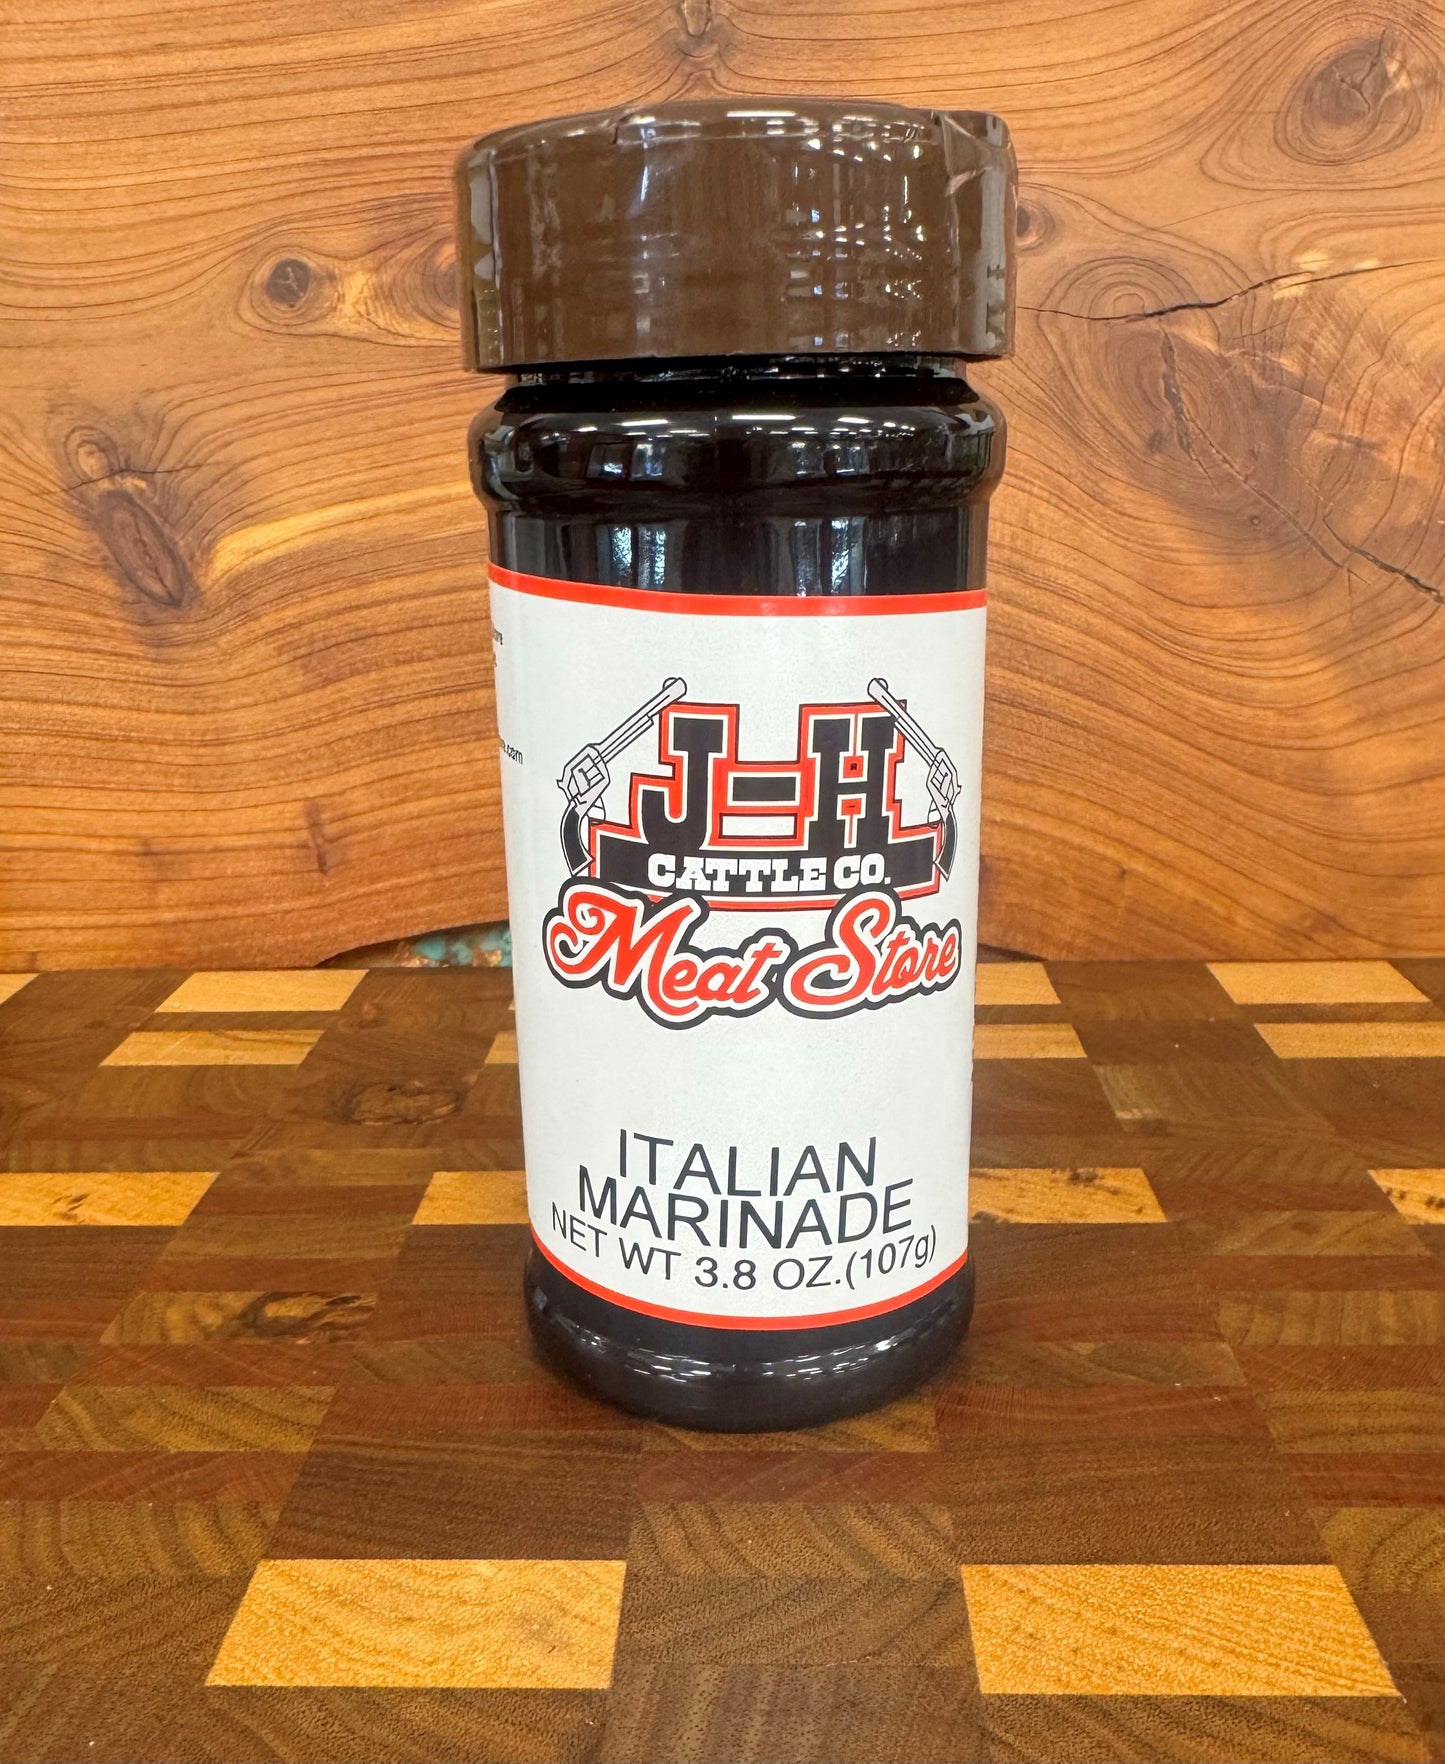 J=H
CATTLE CO.
Meat Store
ITALIAN
MARINADE
NET WT 3.8 OZ.(107g)